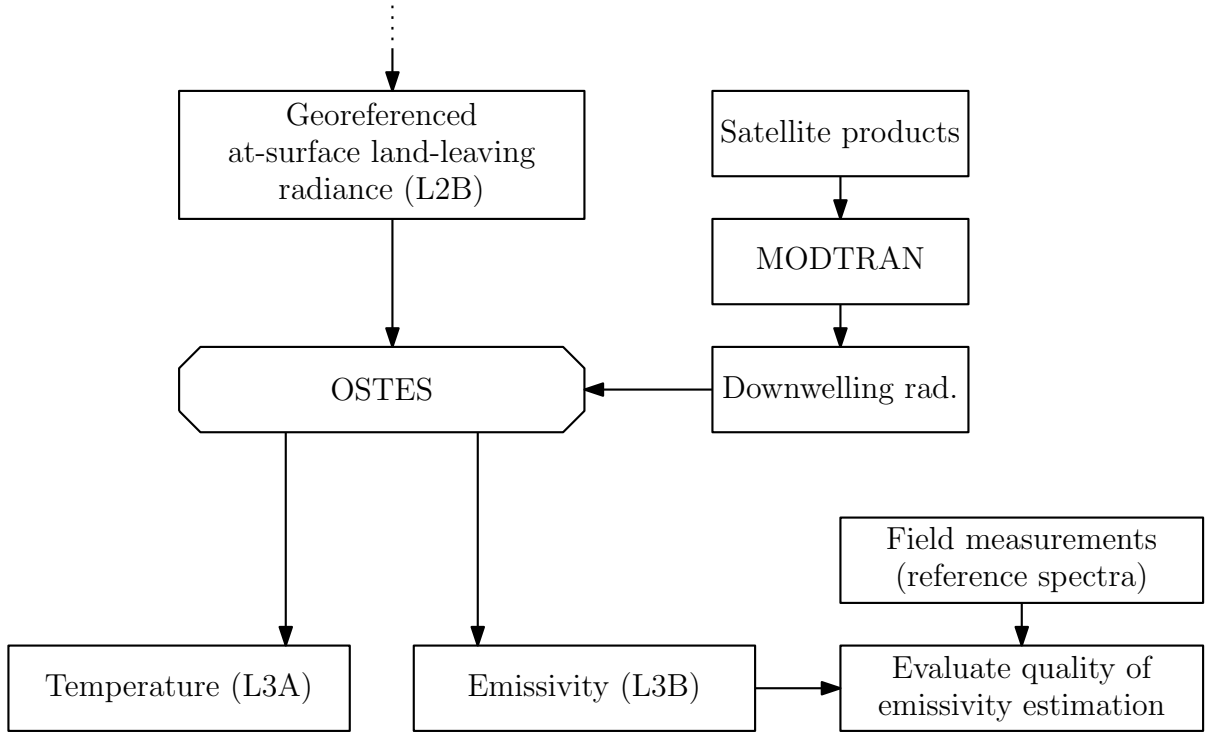 Georeferenced
at-surface land-leaving
radiance (L2B)
Satellite products
MODTRAN
OSTES
Downwelling rad.
Field measurements
(reference spectra)
Temperature (L3A)
Emissivity (L3B)
Evaluate quality of
emissivity estimation